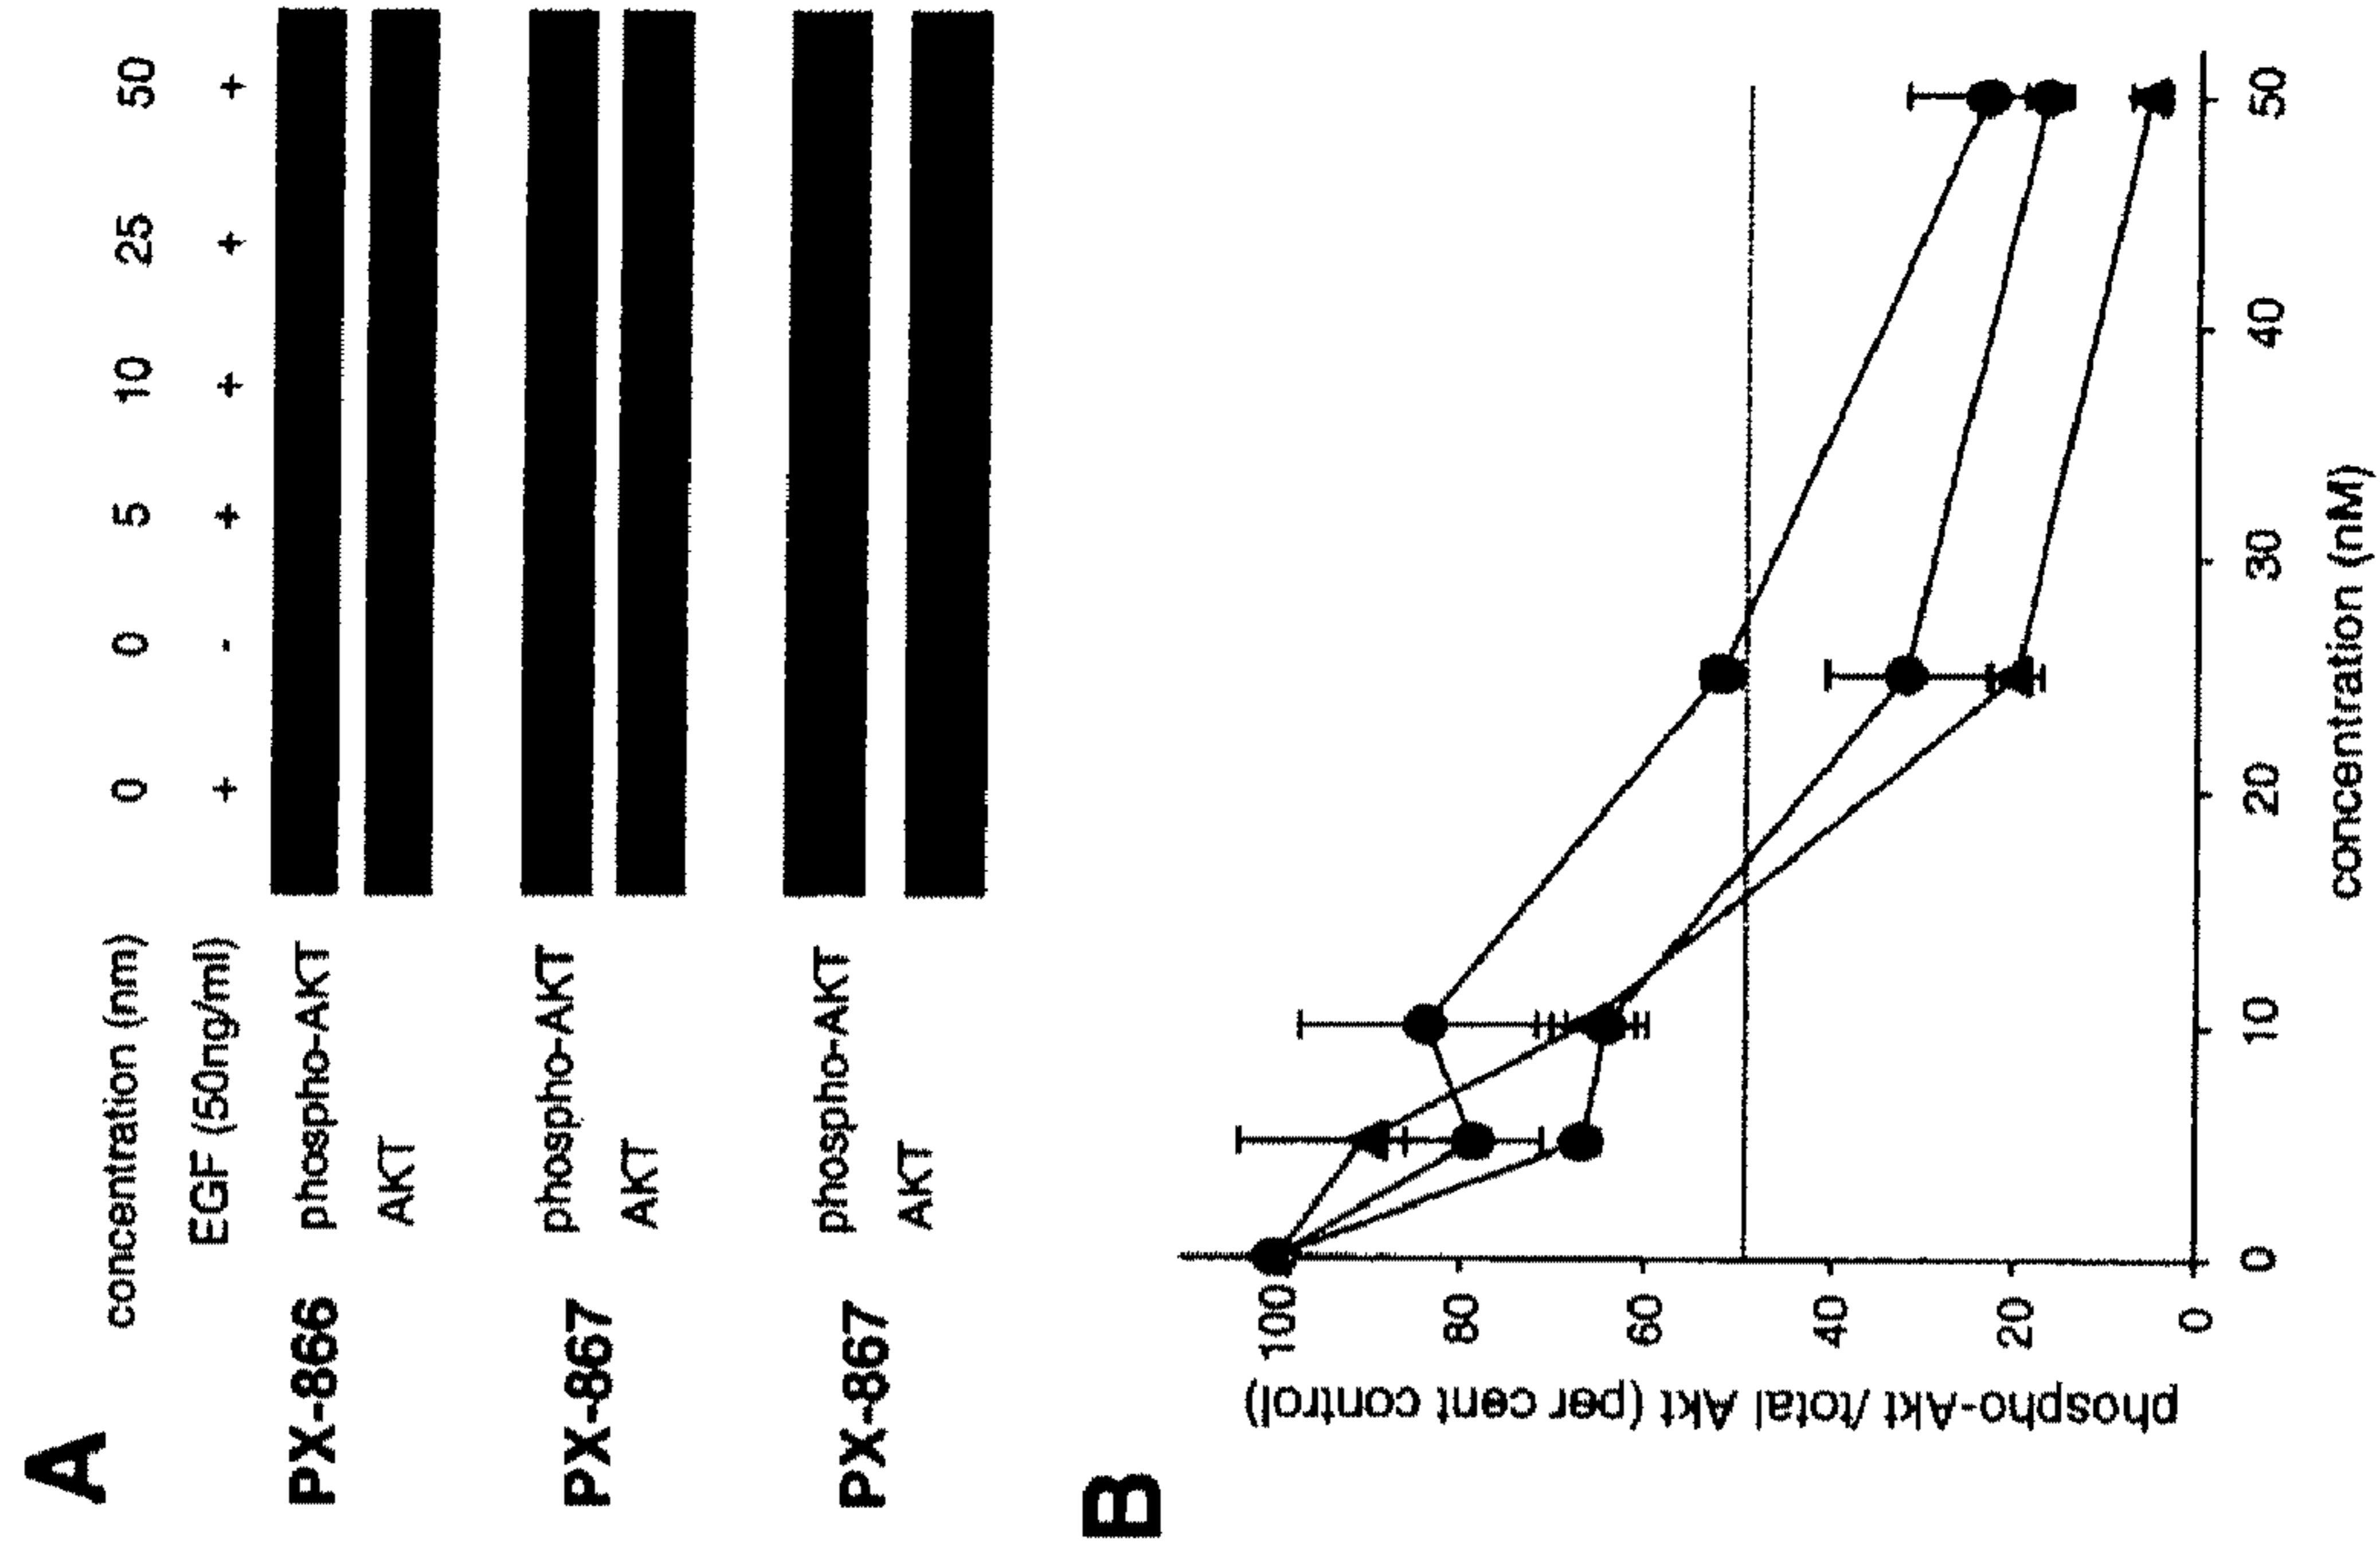 A
concentration (nm) 0 0 5 10 25 50
EGF (50ng/ml) + - + + + +
PX-866 phospho-AKT
AKT
PX-867 phospho-AKT
AKT
PX-867 phospho-AKT
AKT
B
phospho-Akt /total Akt (per cent control)
100
80
60
40
20
0
0 10 20 30 40 50
concentration (nM)